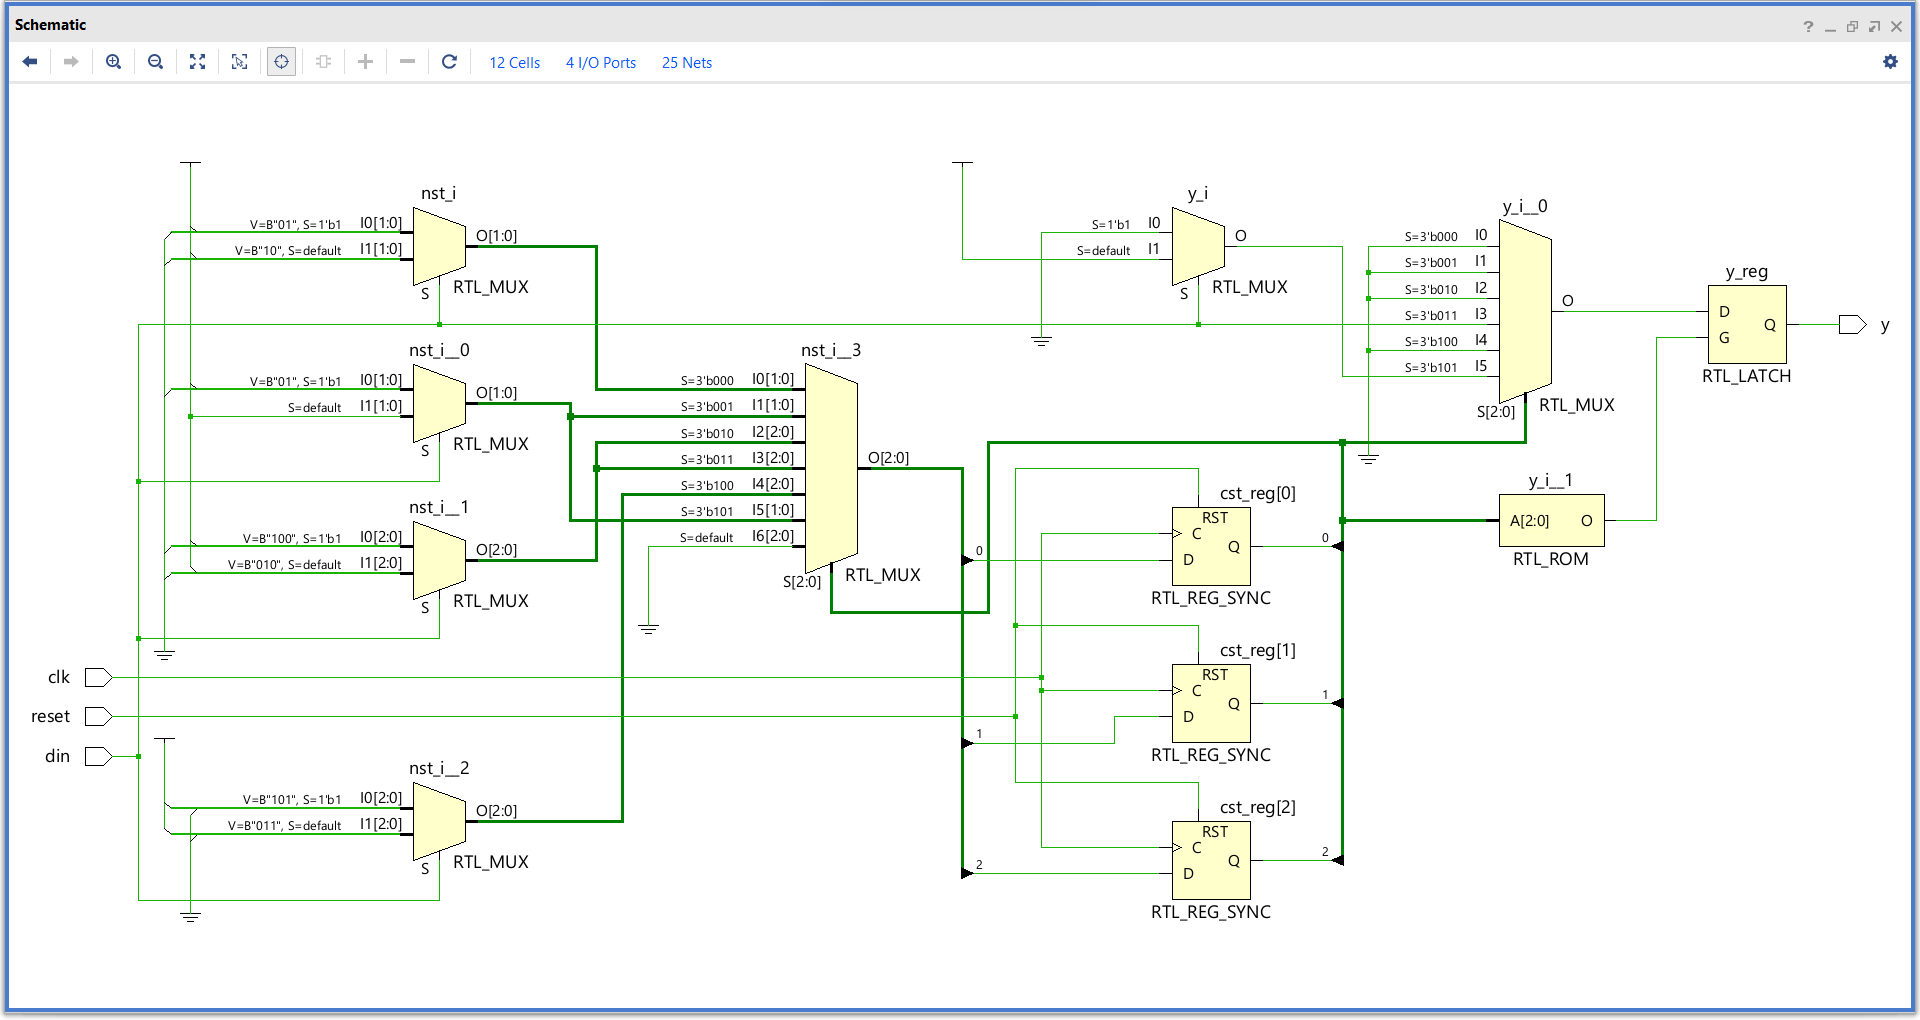 Schematic
12 Cells 4 I/O Ports 25 Nets
nst_i
V=B"01", S=1'b1 I0[1:0]
V=B"10", S=default I1[1:0]
O[1:0]
S
RTL_MUX
nst_i__0
V=B"01", S=1'b1 I0[1:0]
S=default I1[1:0]
O[1:0]
S
RTL_MUX
nst_i__1
V=B"100", S=1'b1 I0[2:0]
V=B"010", S=default I1[2:0]
O[2:0]
S
RTL_MUX
clk
reset
din
nst_i__2
V=B"101", S=1'b1 I0[2:0]
V=B"011", S=default I1[2:0]
O[2:0]
S
RTL_MUX
nst_i__3
S=3'b000 I0[1:0]
S=3'b001 I1[1:0]
S=3'b010 I2[2:0]
S=3'b011 I3[2:0]
S=3'b100 I4[2:0]
S=3'b101 I5[1:0]
S=default I6[2:0]
O[2:0]
S[2:0]
RTL_MUX
0
1
2
y_i
S=1'b1 I0
S=default I1
O
S
RTL_MUX
cst_reg[0]
RST
C
D
Q
0
RTL_REG_SYNC
cst_reg[1]
RST
C
D
Q
1
RTL_REG_SYNC
cst_reg[2]
RST
C
D
Q
2
RTL_REG_SYNC
y_i__0
S=3'b000 I0
S=3'b001 I1
S=3'b010 I2
S=3'b011 I3
S=3'b100 I4
S=3'b101 I5
O
S[2:0]
RTL_MUX
y_i__1
A[2:0] O
RTL_ROM
y_reg
D
G
Q
RTL_LATCH
y